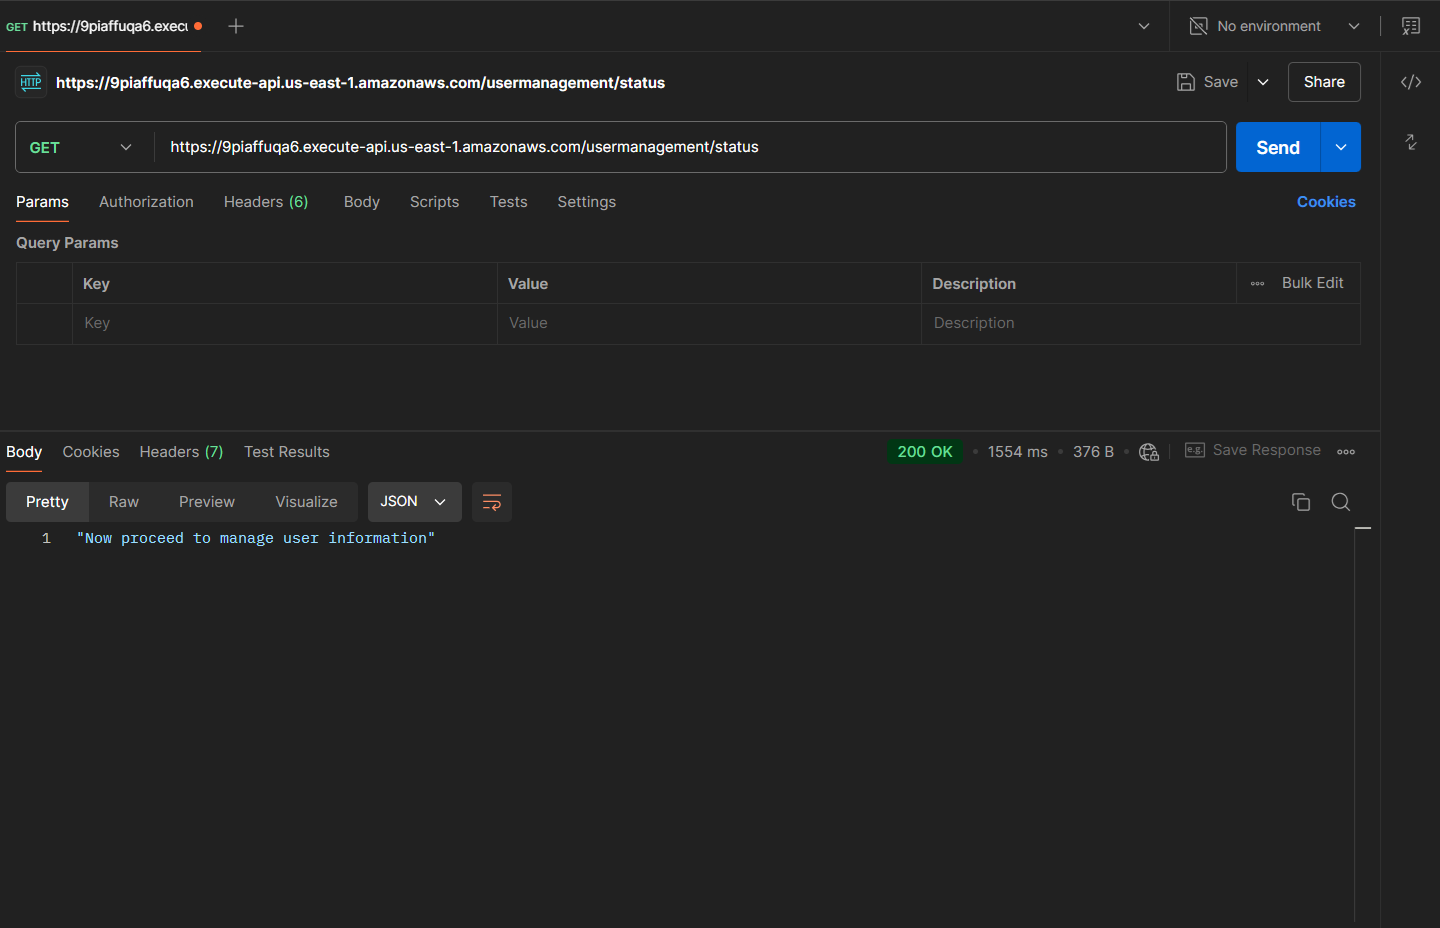 GET https://9piaffuqa6.execu
No environment
HTTP https://9piaffuqa6.execute-api.us-east-1.amazonaws.com/usermanagement/status
Save
Share
GET
https://9piaffuqa6.execute-api.us-east-1.amazonaws.com/usermanagement/status
Send
Params Authorization Headers (6) Body Scripts Tests Settings Cookies
Query Params
Key Value Description Bulk Edit
Key Value Description
Body Cookies Headers (7) Test Results 200 OK 1554 ms 376 B e.g. Save Response
Pretty Raw Preview Visualize JSON
1 "Now proceed to manage user information"